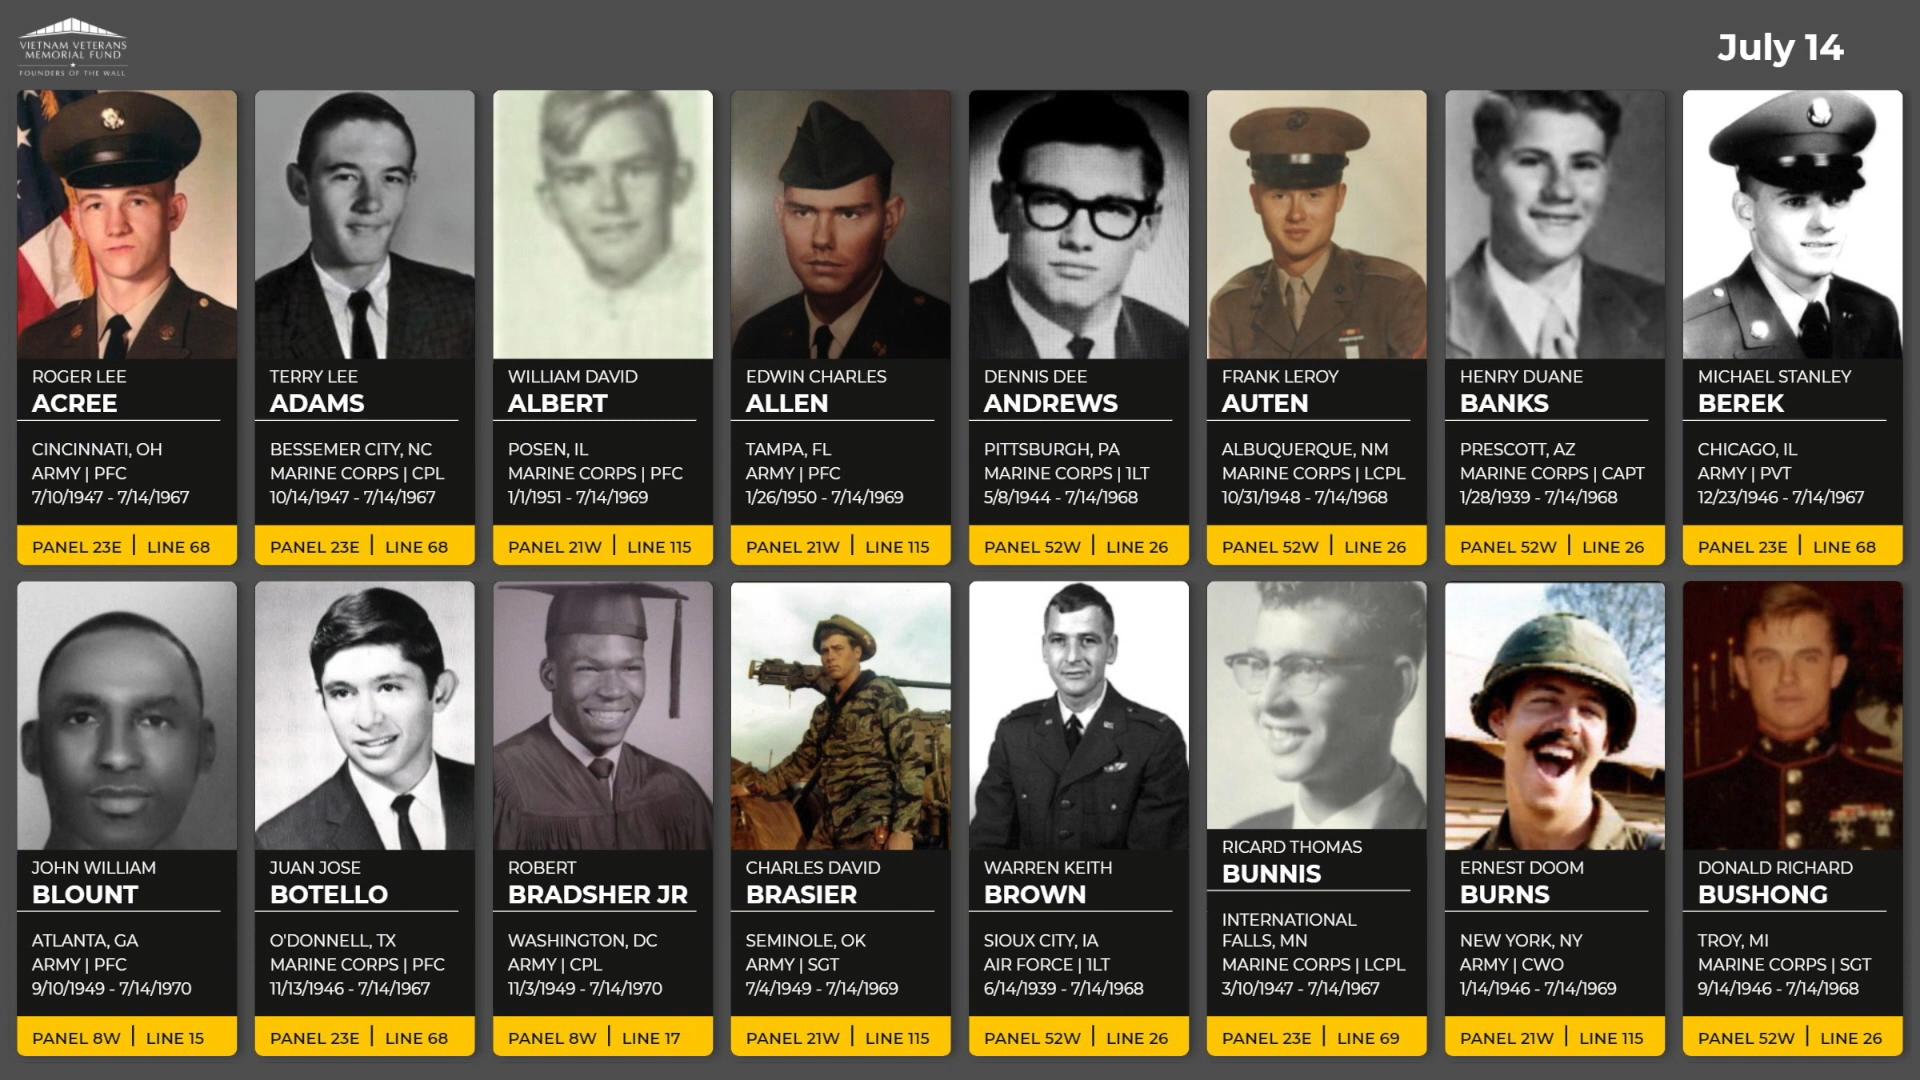 VIETNAM VETERANS
MEMORIAL FUND
FOUNDERS OF THE WALL
July 14
ROGER LEE
ACREE
CINCINNATI, OH
ARMY | PFC
7/10/1947 - 7/14/1967
PANEL 23E | LINE 68
TERRY LEE
ADAMS
BESSEMER CITY, NC
MARINE CORPS | CPL
10/14/1947 - 7/14/1967
PANEL 23E | LINE 68
WILLIAM DAVID
ALBERT
POSEN, IL
MARINE CORPS | PFC
1/1/1951 - 7/14/1969
PANEL 21W | LINE 115
EDWIN CHARLES
ALLEN
TAMPA, FL
ARMY | PFC
1/26/1950 - 7/14/1969
PANEL 21W | LINE 115
DENNIS DEE
ANDREWS
PITTSBURGH, PA
MARINE CORPS | 1LT
5/8/1944 - 7/14/1968
PANEL 52W | LINE 26
FRANK LEROY
AUTEN
ALBUQUERQUE, NM
MARINE CORPS | LCPL
10/31/1948 - 7/14/1968
PANEL 52W | LINE 26
HENRY DUANE
BANKS
PRESCOTT, AZ
MARINE CORPS | CAPT
1/28/1939 - 7/14/1968
PANEL 52W | LINE 26
MICHAEL STANLEY
BEREK
CHICAGO, IL
ARMY | PVT
12/23/1946 - 7/14/1967
PANEL 23E | LINE 68
JOHN WILLIAM
BLOUNT
ATLANTA, GA
ARMY | PFC
9/10/1949 - 7/14/1970
PANEL 8W | LINE 15
JUAN JOSE
BOTELLO
O'DONNELL, TX
MARINE CORPS | PFC
11/13/1946 - 7/14/1967
PANEL 23E | LINE 68
ROBERT
BRADSHER JR
WASHINGTON, DC
ARMY | CPL
11/3/1949 - 7/14/1970
PANEL 8W | LINE 17
CHARLES DAVID
BRASIER
SEMINOLE, OK
ARMY | SGT
7/4/1949 - 7/14/1969
PANEL 21W | LINE 115
WARREN KEITH
BROWN
SIOUX CITY, IA
AIR FORCE | 1LT
6/14/1939 - 7/14/1968
PANEL 52W | LINE 26
RICARD THOMAS
BUNNIS
INTERNATIONAL
FALLS, MN
MARINE CORPS | LCPL
3/10/1947 - 7/14/1967
PANEL 23E | LINE 69
ERNEST DOOM
BURNS
NEW YORK, NY
ARMY | CWO
1/14/1946 - 7/14/1969
PANEL 21W | LINE 115
DONALD RICHARD
BUSHONG
TROY, MI
MARINE CORPS | SGT
9/14/1946 - 7/14/1968
PANEL 52W | LINE 26